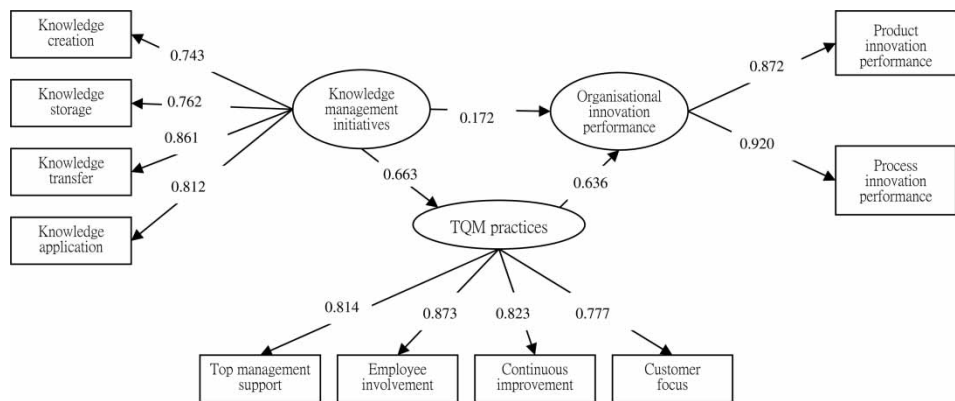 Knowledge
creation
Knowledge
storage
Knowledge
transfer
Knowledge
application
0.743
0.762
0.861
0.812
Knowledge
management
initiatives
0.172
0.663
Organisational
innovation
performance
0.636
TQM practices
0.872
0.920
Product
innovation
performance
Process
innovation
performance
0.814
0.873
0.823
0.777
Top management
support
Employee
involvement
Continuous
improvement
Customer
focus